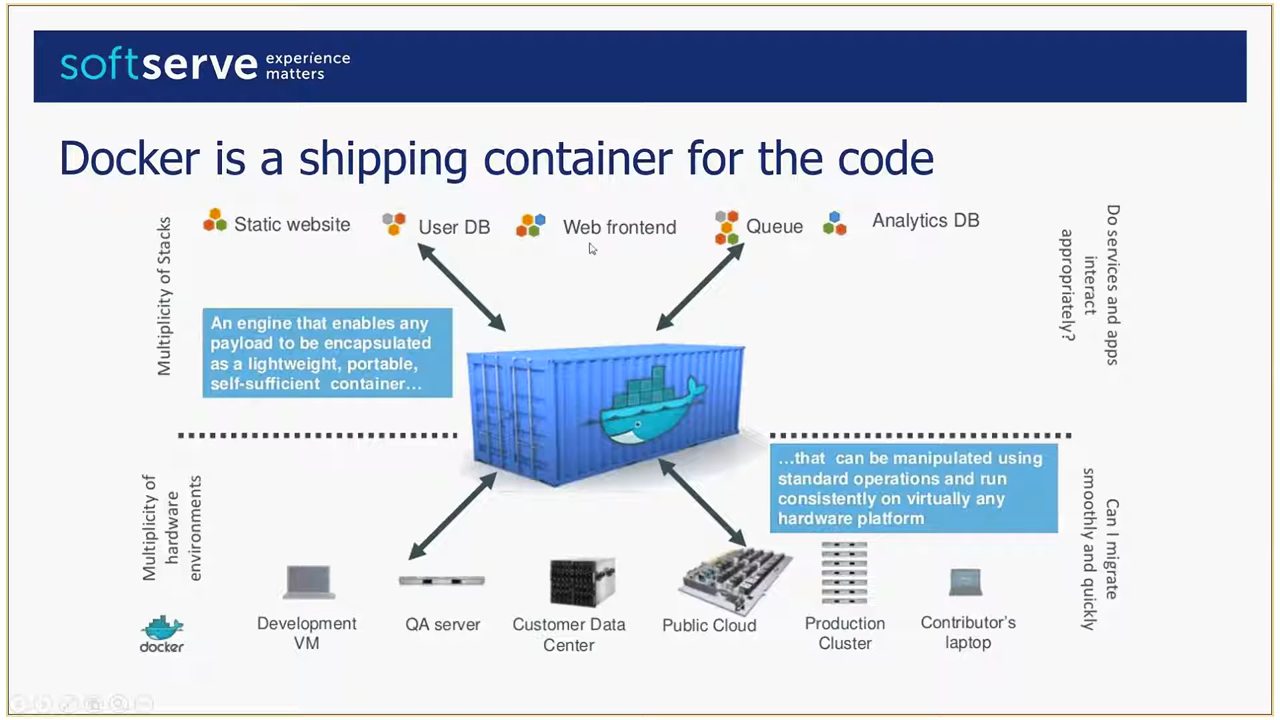 softserve experience
matters
Docker is a shipping container for the code
Static website
User DB
Web frontend
Queue
Analytics DB
Multiplicity of Stacks
Do services and apps
interact
appropriately?
An engine that enables any
payload to be encapsulated
as a lightweight, portable,
self-sufficient container…
…that can be manipulated using
standard operations and run
consistently on virtually any
hardware platform
Multiplicity of
hardware
environments
Can I migrate
smoothly and quickly
Development
VM
QA server
Customer Data
Center
Public Cloud
Production
Cluster
Contributor's
laptop
docker